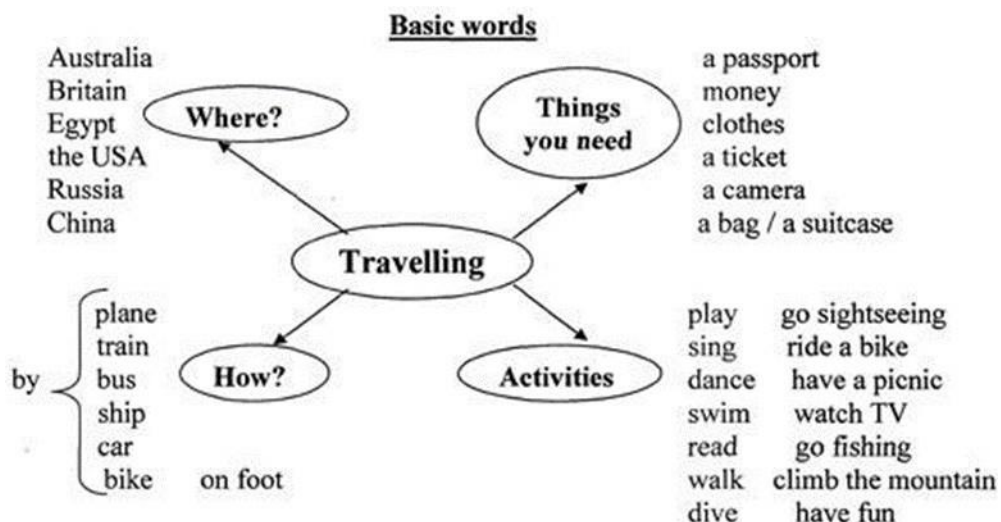 Basic words
Australia
Britain
Egypt
the USA
Russia
China
Where?
Things
you need
a passport
money
clothes
a ticket
a camera
a bag / a suitcase
Travelling
by
plane
train
bus
ship
car
bike on foot
How?
Activities
play go sightseeing
sing ride a bike
dance have a picnic
swim watch TV
read go fishing
walk climb the mountain
dive have fun